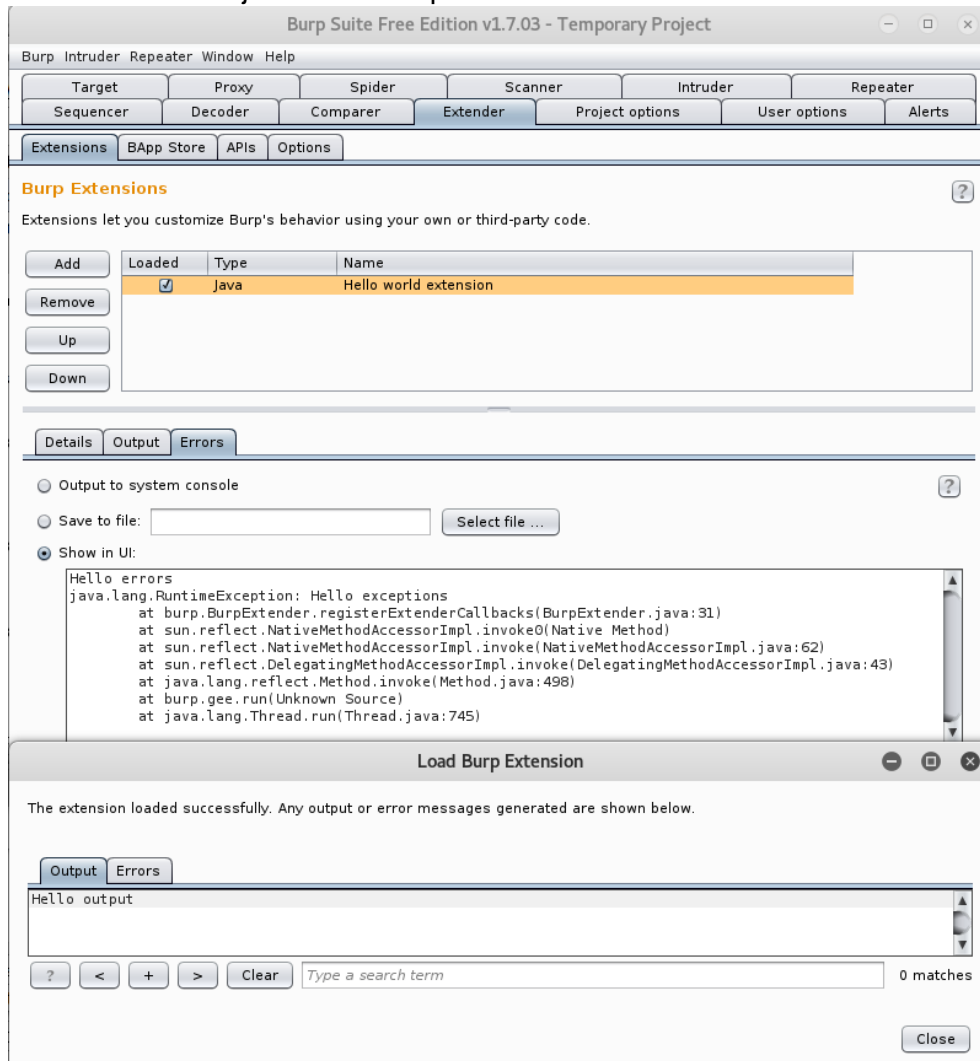 Burp Suite Free Edition v1.7.03 - Temporary Project
Burp Intruder Repeater Window Help
Target Proxy Spider Scanner Intruder Repeater
Sequencer Decoder Comparer Extender Project options User options Alerts
Extensions BApp Store APIs Options
Burp Extensions
?
Extensions let you customize Burp's behavior using your own or third-party code.
Add Loaded Type Name
Java Hello world extension
Remove
Up
Down
Details Output Errors
Output to system console
?
Save to file: Select file ...
Show in UI:
Hello errors
java.lang.RuntimeException: Hello exceptions
at burp.BurpExtender.registerExtenderCallbacks(BurpExtender.java:31)
at sun.reflect.NativeMethodAccessorImpl.invoke0(Native Method)
at sun.reflect.NativeMethodAccessorImpl.invoke(NativeMethodAccessorImpl.java:62)
at sun.reflect.DelegatingMethodAccessorImpl.invoke(DelegatingMethodAccessorImpl.java:43)
at java.lang.reflect.Method.invoke(Method.java:498)
at burp.gee.run(Unknown Source)
at java.lang.Thread.run(Thread.java:745)
Load Burp Extension
The extension loaded successfully. Any output or error messages generated are shown below.
Output Errors
Hello output
? < + > Clear Type a search term 0 matches
Close